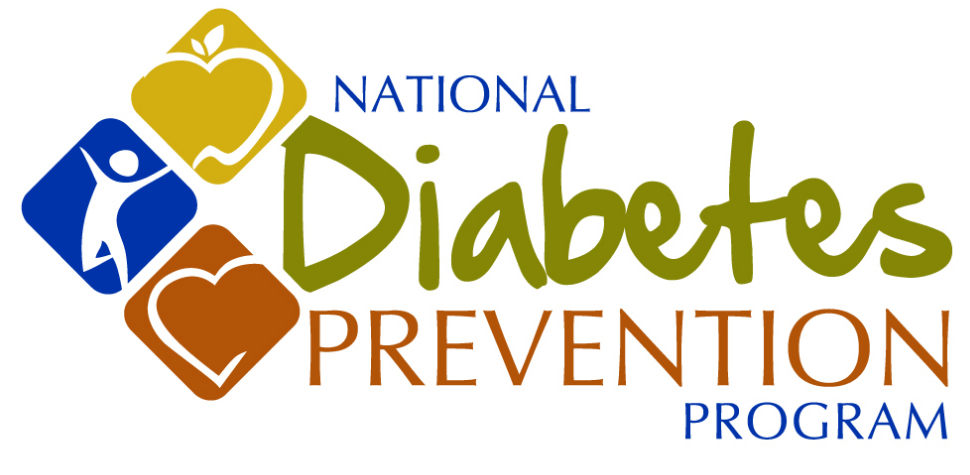 NATIONAL
Diabetes
PREVENTION
PROGRAM